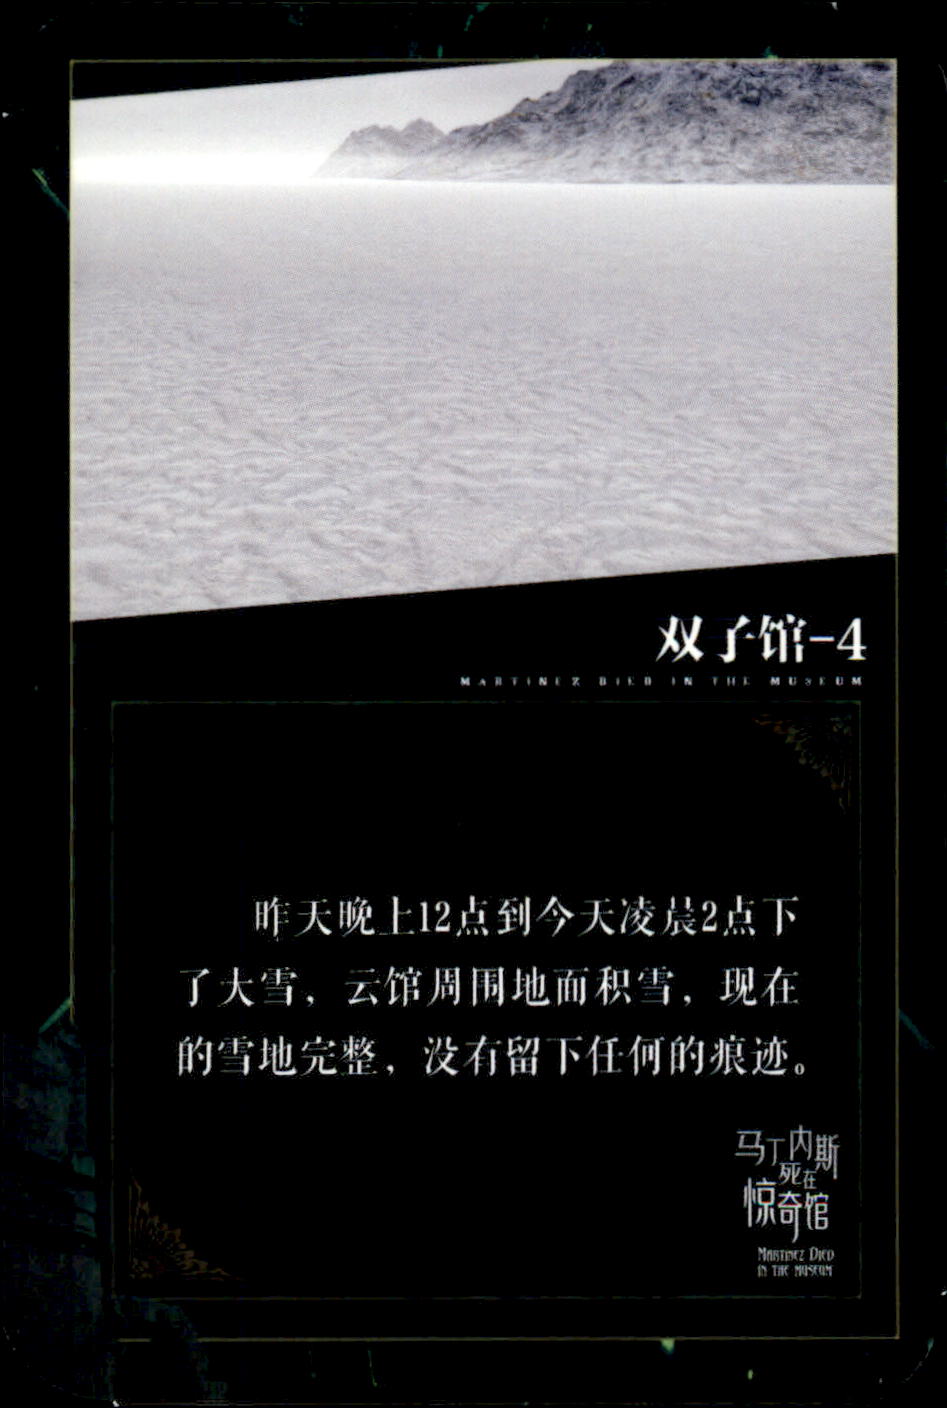 双子馆-4
MARTINEZ DIED IN THE MUSEUM
昨天晚上12点到今天凌晨2点下
了大雪，云馆周围地面积雪，现在
的雪地完整，没有留下任何的痕迹。
马丁内斯
死在
惊奇馆
MARTINEZ DIED
IN THE MUSEUM